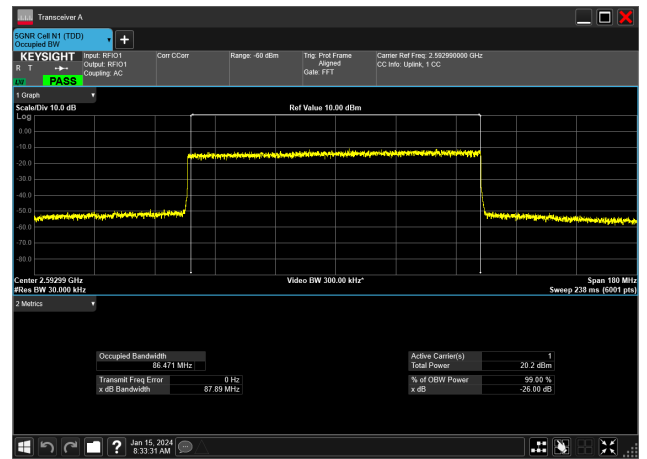 Transceiver A
5GNR Cell N1 (TDD)
Occupied BW
KEYSIGHT
R T
LW
PASS
Input: RFIO1
Output: RFIO1
Coupling: AC
Corr CCorr
Range: -60 dBm
Trig: Prot Frame
Aligned
Gate: FFT
Carrier Ref Freq: 2.592990000 GHz
CC Info: Uplink, 1 CC
1 Graph
Scale/Div 10.0 dB
Ref Value 10.00 dBm
Log
0.00
-10.0
-20.0
-30.0
-40.0
-50.0
-60.0
-70.0
-80.0
Center 2.59299 GHz
Video BW 300.00 kHz*
Span 180 MHz
#Res BW 30.000 kHz
Sweep 238 ms (6001 pts)
2 Metrics
Occupied Bandwidth
86.471 MHz
Transmit Freq Error 0 Hz
x dB Bandwidth 87.89 MHz
Active Carrier(s) 1
Total Power 20.2 dBm
% of OBW Power 99.00 %
x dB -26.00 dB
Jan 15, 2024
8:33:31 AM